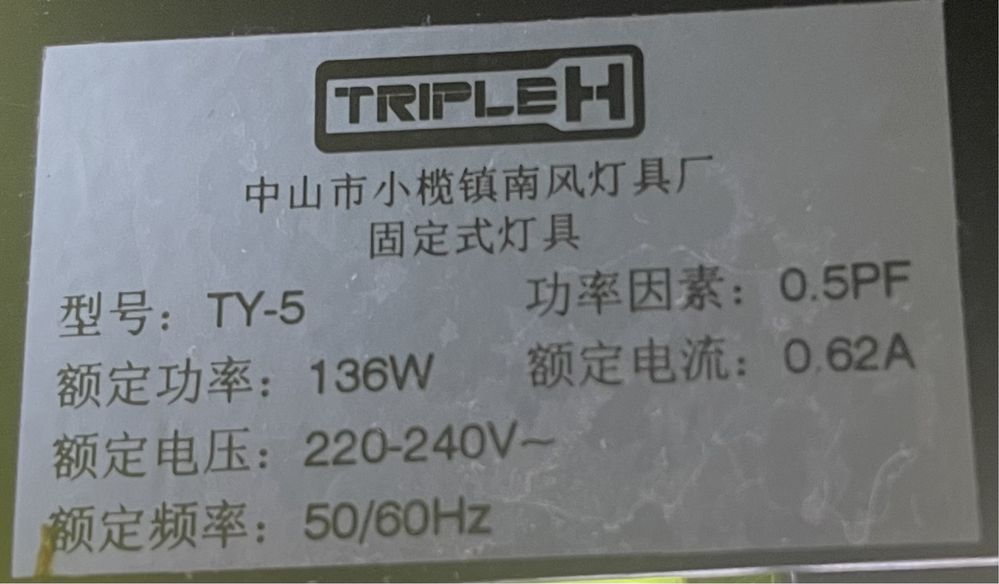 TRIPLEH
中山市小榄镇南风灯具厂
固定式灯具
型号：TY-5 功率因素：0.5PF
额定功率：136W 额定电流：0.62A
额定电压：220-240V~
额定频率：50/60Hz